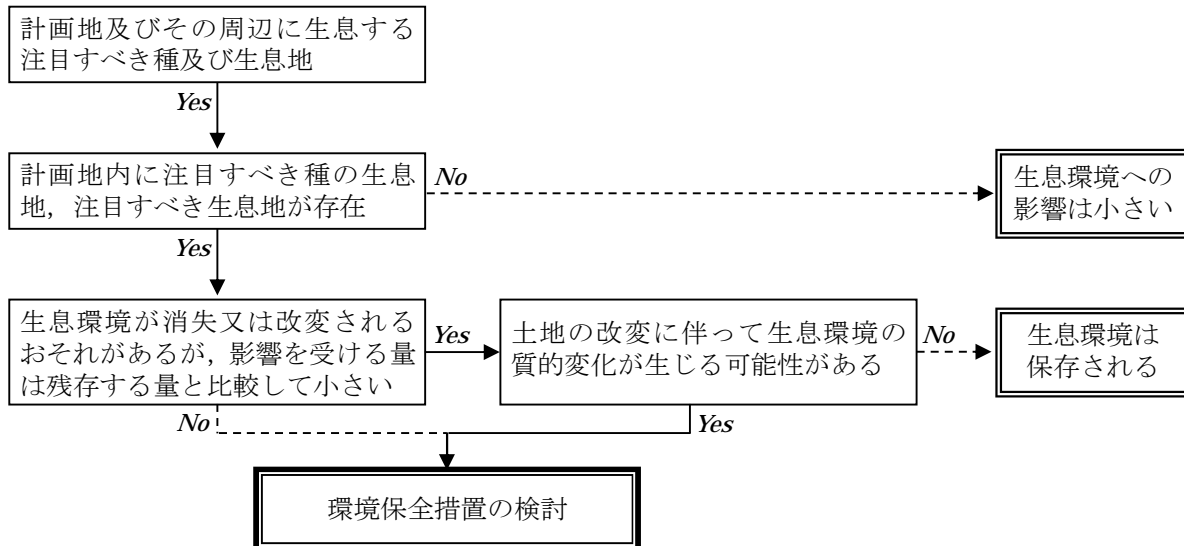 計画地及びその周辺に生息する
注目すべき種及び生息地
Yes
計画地内に注目すべき種の生息
地，注目すべき生息地が存在
No
生息環境への
影響は小さい
Yes
生息環境が消失又は改変される
おそれがあるが，影響を受ける量
は残存する量と比較して小さい
Yes
土地の改変に伴って生息環境の
質的変化が生じる可能性がある
No
生息環境は
保存される
No
Yes
環境保全措置の検討